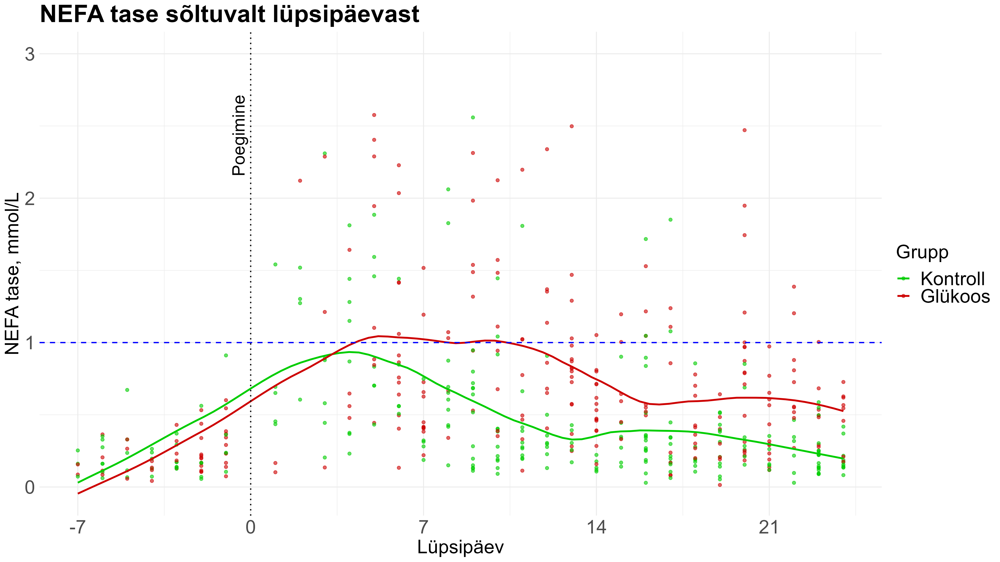 NEFA tase sõltuvalt lüpsipäevast
NEFA tase, mmol/L
3
2
1
0
Poegimine
-7
0
7
14
21
Lüpsipäev
Grupp
Kontroll
Glükoos